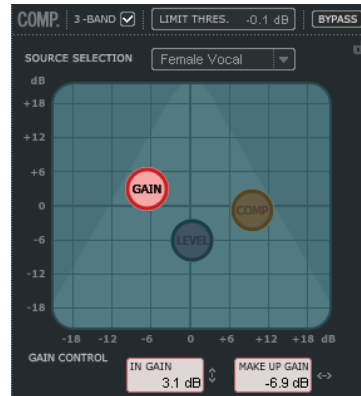 COMP. 3-BAND LIMIT THRES. -0.1 dB BYPASS
SOURCE SELECTION Female Vocal
dB
+18
+12
+6
GAIN
0 COMP
-6 LEVEL
-12
-18
-18 -12 -6 0 +6 +12 +18 dB
GAIN CONTROL
IN GAIN MAKE UP GAIN
3.1 dB -6.9 dB